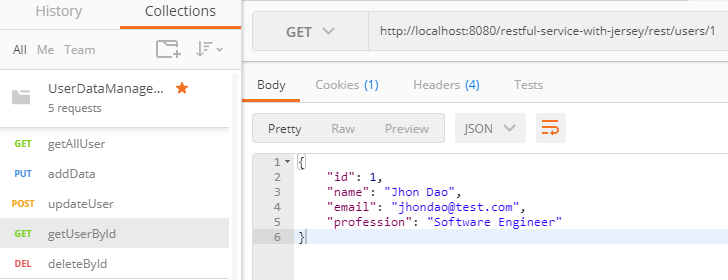 History Collections
All Me Team
UserDataManage... 
5 requests
GET getAllUser
PUT addData
POST updateUser
GET getUserById
DEL deleteById
GET http://localhost:8080/restful-service-with-jersey/rest/users/1
Body Cookies (1) Headers (4) Tests
Pretty Raw Preview JSON
1 {
2 "id": 1,
3 "name": "Jhon Dao",
4 "email": "jhondao@test.com",
5 "profession": "Software Engineer"
6 }